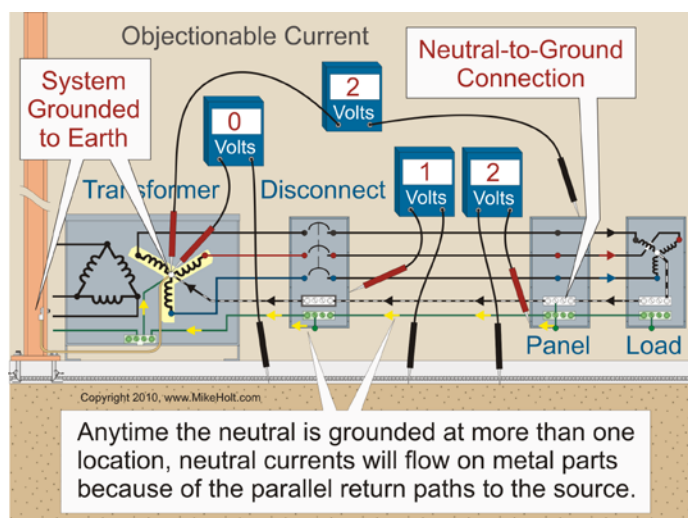 Objectionable Current
System
Grounded
to Earth
Neutral-to-Ground
Connection
2
Volts
0
Volts
1
Volts
2
Volts
Transformer
Disconnect
Panel
Load
Copyright 2010, www.MikeHolt.com
Anytime the neutral is grounded at more than one
location, neutral currents will flow on metal parts
because of the parallel return paths to the source.